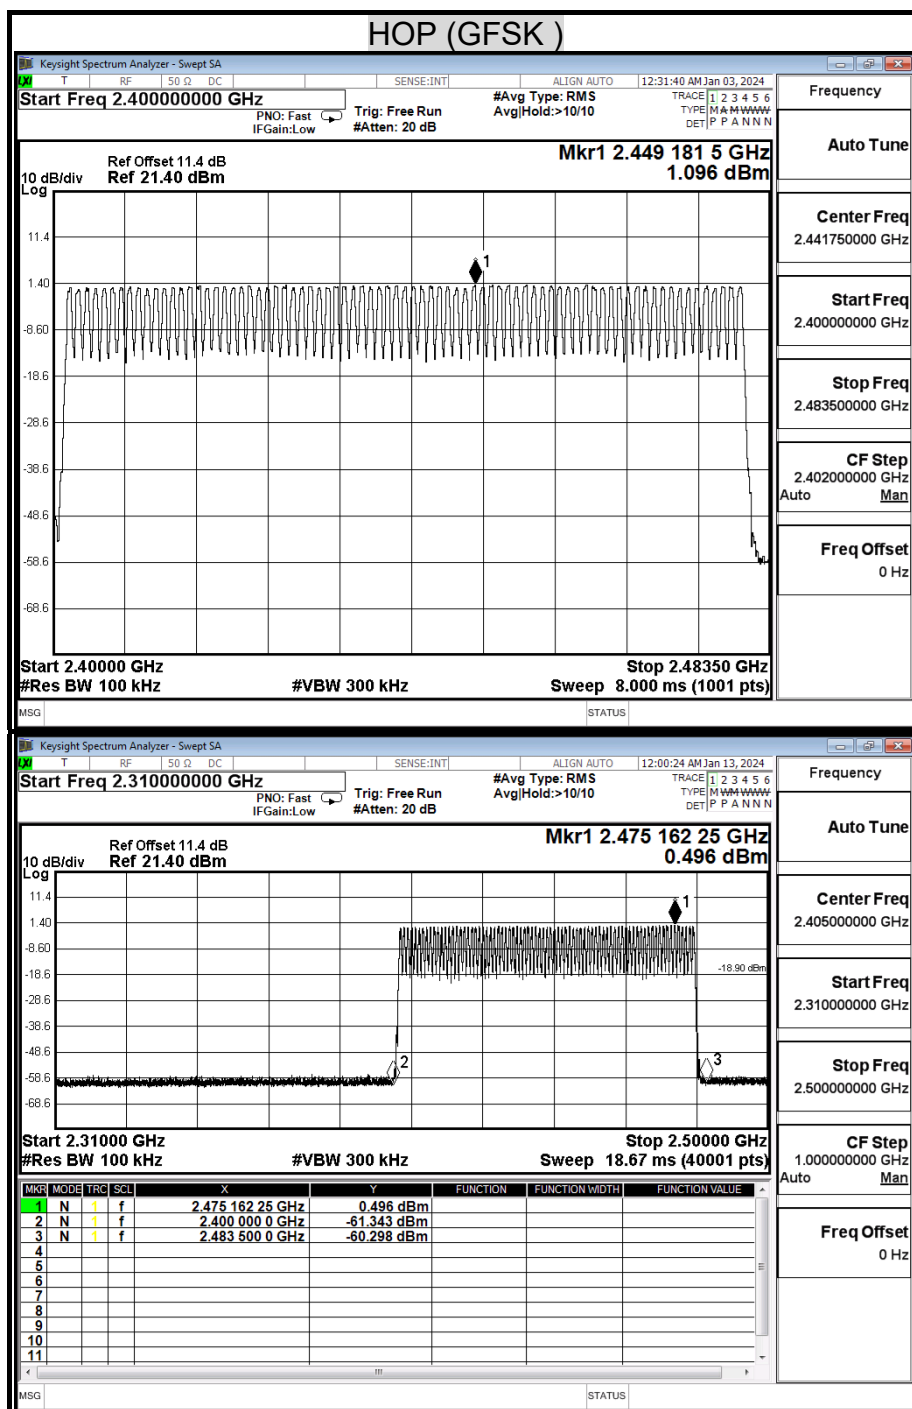 HOP (GFSK )
Keysight Spectrum Analyzer - Swept SA
LXI T RF 50 Ω DC SENSE:INT ALIGN AUTO 12:31:40 AM Jan 03, 2024
Start Freq 2.400000000 GHz
PNO: Fast
IFGain:Low
Trig: Free Run
#Atten: 20 dB
#Avg Type: RMS
Avg|Hold:>10/10
TRACE 1 2 3 4 5 6
TYPE M A M W W W
DET P P A N N N
Frequency
Auto Tune
Center Freq
2.441750000 GHz
Start Freq
2.400000000 GHz
Stop Freq
2.483500000 GHz
CF Step
2.402000000 GHz
Auto Man
Freq Offset
0 Hz
Mkr1 2.449 181 5 GHz
1.096 dBm
Ref Offset 11.4 dB
10 dB/div Ref 21.40 dBm
Log
11.4
1
1.40
-8.60
-18.6
-28.6
-38.6
-48.6
-58.6
-68.6
Start 2.40000 GHz Stop 2.48350 GHz
#Res BW 100 kHz #VBW 300 kHz Sweep 8.000 ms (1001 pts)
MSG STATUS
Keysight Spectrum Analyzer - Swept SA
LXI T RF 50 Ω DC SENSE:INT ALIGN AUTO 12:00:24 AM Jan 13, 2024
Start Freq 2.310000000 GHz
PNO: Fast
IFGain:Low
Trig: Free Run
#Atten: 20 dB
#Avg Type: RMS
Avg|Hold:>10/10
TRACE 1 2 3 4 5 6
TYPE M W M W W W
DET P P A N N N
Frequency
Auto Tune
Center Freq
2.405000000 GHz
Start Freq
2.310000000 GHz
Stop Freq
2.500000000 GHz
CF Step
1.000000000 GHz
Auto Man
Freq Offset
0 Hz
Mkr1 2.475 162 25 GHz
0.496 dBm
Ref Offset 11.4 dB
10 dB/div Ref 21.40 dBm
Log
11.4
1
1.40
-8.60
-18.6
-18.90 dBm
-28.6
-38.6
-48.6
2 3
-58.6
-68.6
Start 2.31000 GHz Stop 2.50000 GHz
#Res BW 100 kHz #VBW 300 kHz Sweep 18.67 ms (40001 pts)
MKR MODE TRC SCL X Y FUNCTION FUNCTION WIDTH FUNCTION VALUE
1 N 1 f 2.475 162 25 GHz 0.496 dBm
2 N 1 f 2.400 000 0 GHz -61.343 dBm
3 N 1 f 2.483 500 0 GHz -60.298 dBm
4
5
6
7
8
9
10
11
MSG STATUS